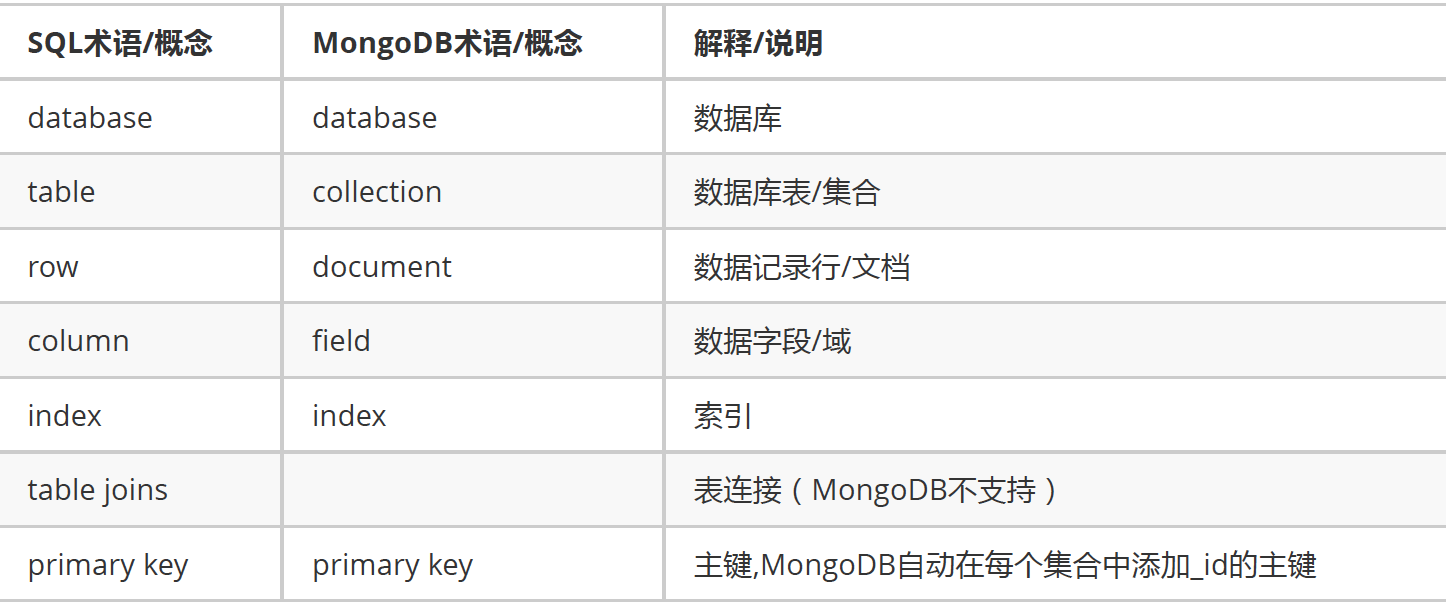 SQL术语/概念 MongoDB术语/概念 解释/说明
database database 数据库
table collection 数据库表/集合
row document 数据记录行/文档
column field 数据字段/域
index index 索引
table joins 表连接（MongoDB不支持）
primary key primary key 主键,MongoDB自动在每个集合中添加_id的主键